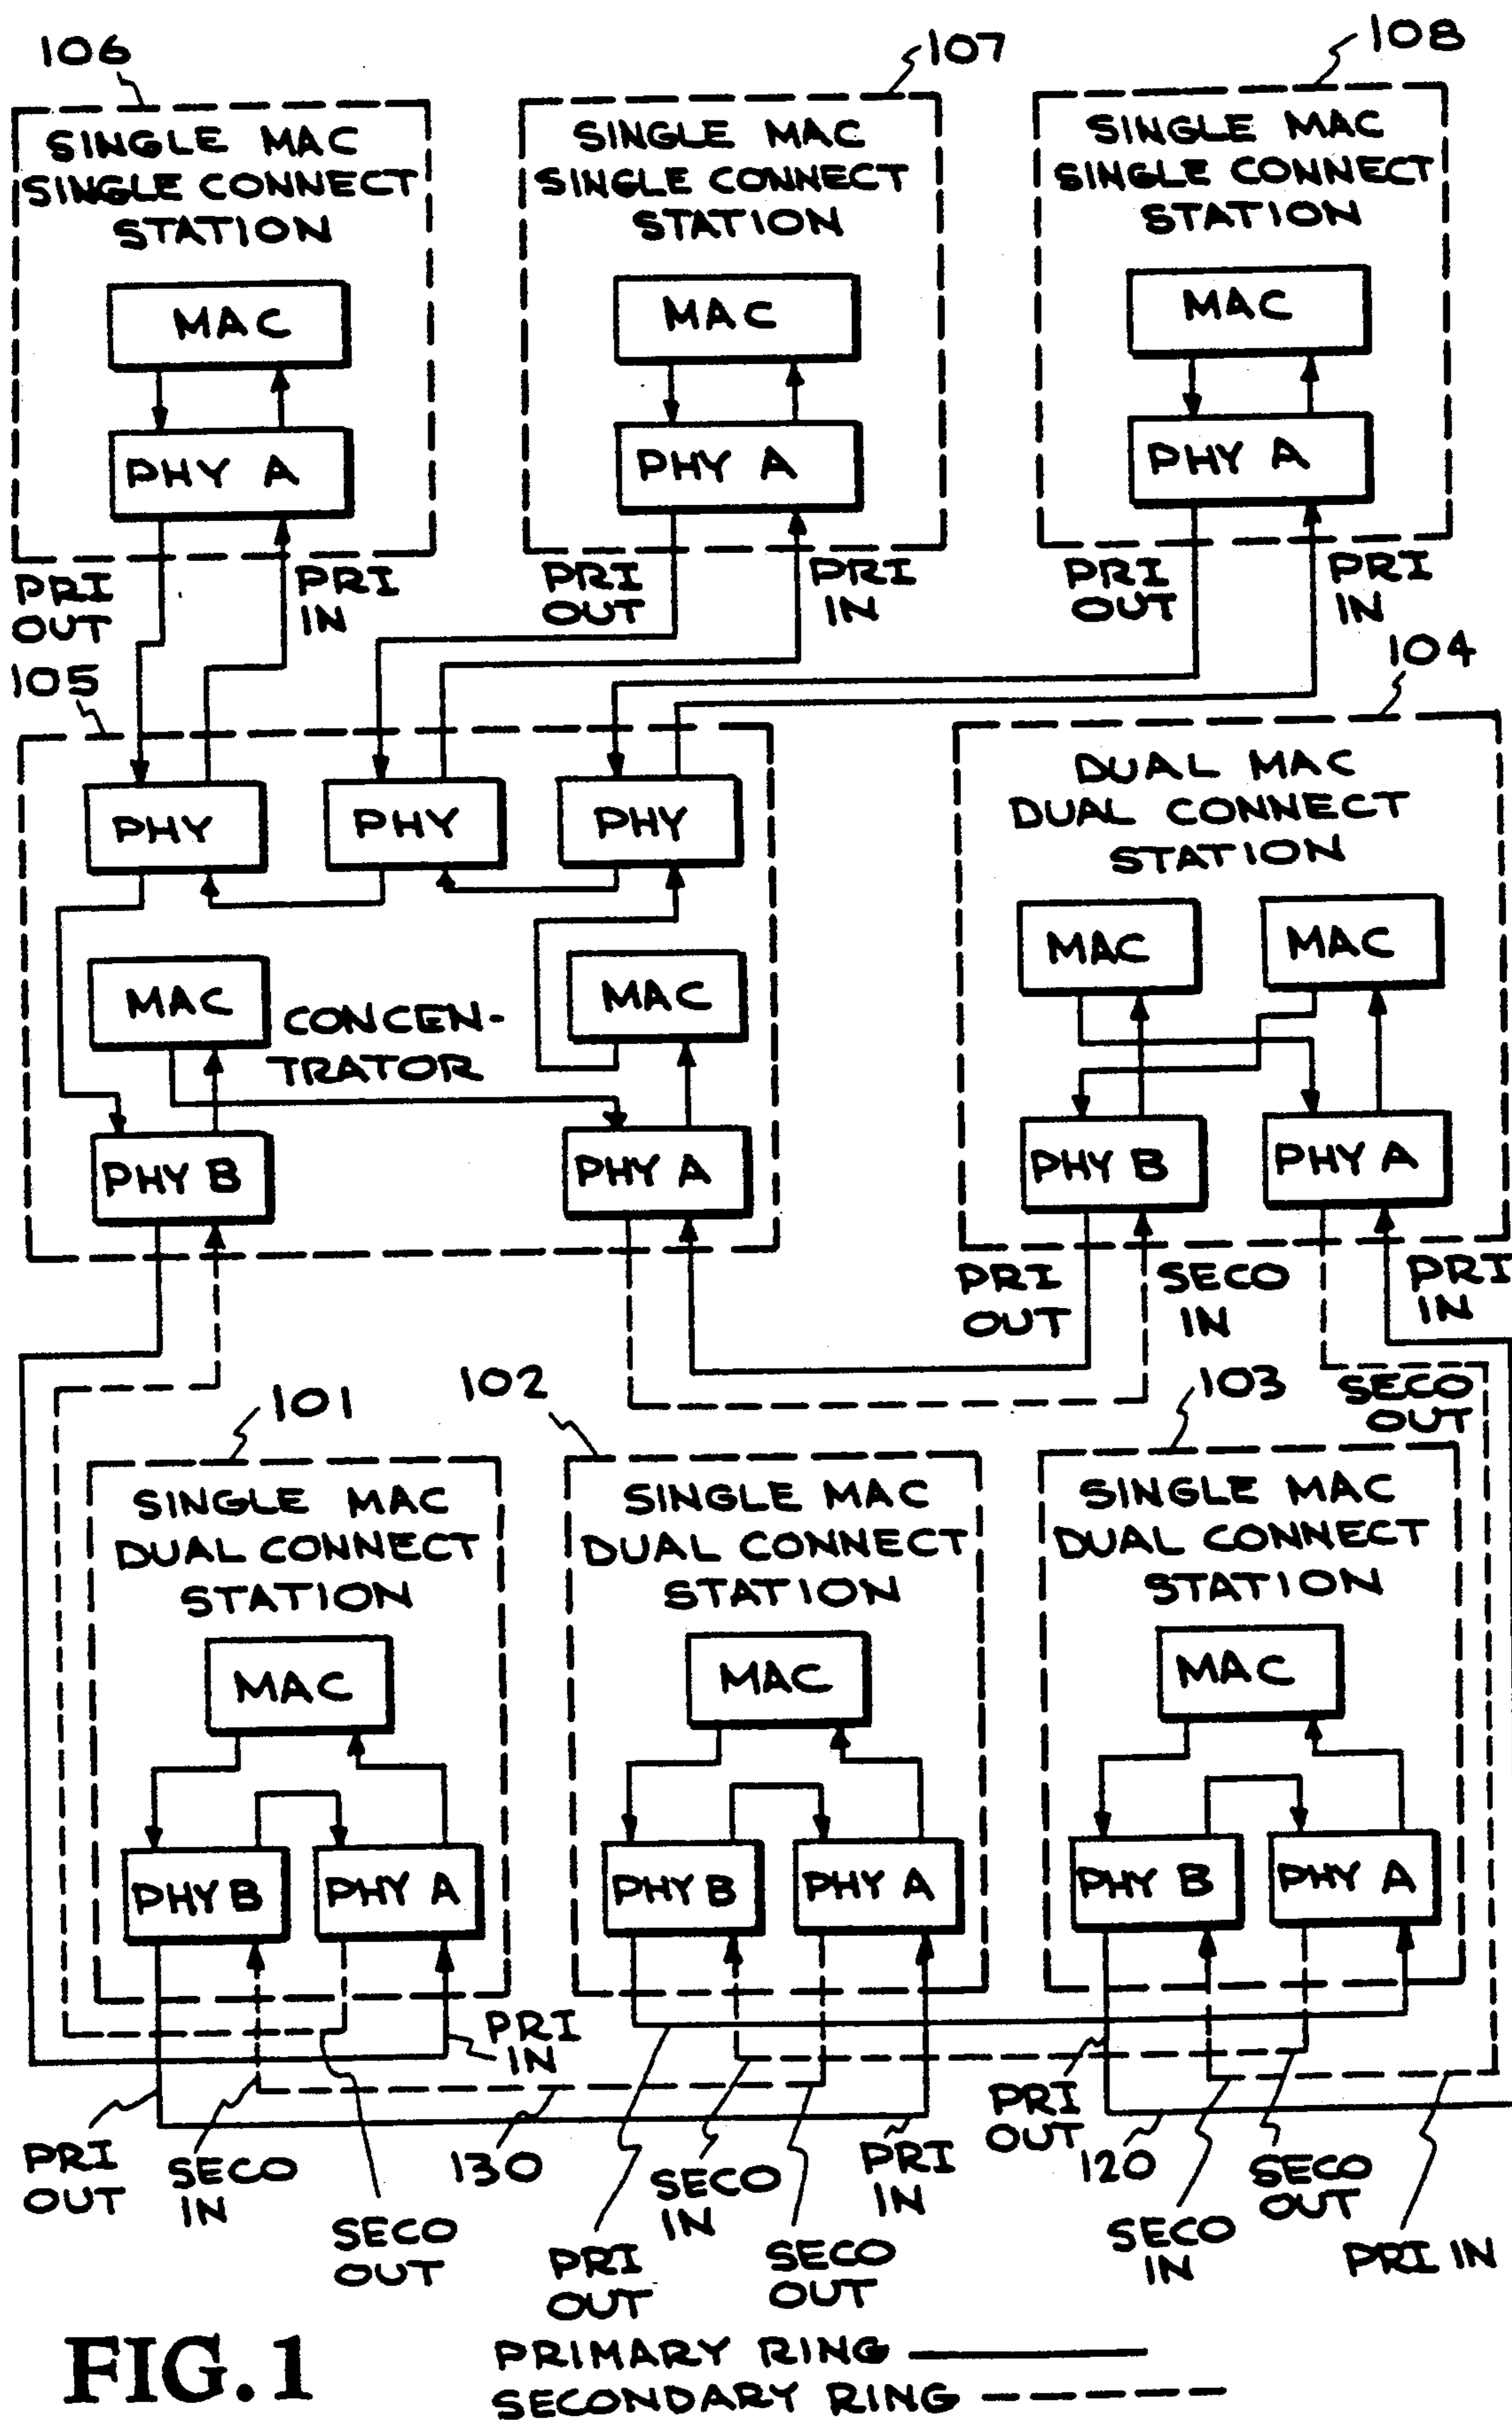 106
107
108
SINGLE MAC
SINGLE CONNECT
STATION
SINGLE MAC
SINGLE CONNECT
STATION
SINGLE MAC
SINGLE CONNECT
STATION
MAC
MAC
MAC
PHY A
PHY A
PHY A
PRI
OUT
PRI
IN
PRI
OUT
PRI
IN
PRI
OUT
PRI
IN
105
104
PHY
PHY
PHY
MAC
CONCEN-
TRATOR
MAC
PHY B
PHY A
DUAL MAC
DUAL CONNECT
STATION
MAC
MAC
PHY B
PHY A
PRI
OUT
SECO
IN
PRI
IN
SECO
OUT
101
102
103
SINGLE MAC
DUAL CONNECT
STATION
SINGLE MAC
DUAL CONNECT
STATION
SINGLE MAC
DUAL CONNECT
STATION
MAC
MAC
MAC
PHY B
PHY A
PHY B
PHY A
PHY B
PHY A
PRI
IN
PRI
OUT
SECO
IN
SECO
OUT
130
PRI
OUT
SECO
IN
SECO
OUT
PRI
IN
PRI
OUT
120
SECO
IN
SECO
OUT
PRI IN
FIG. 1
PRIMARY RING
SECONDARY RING